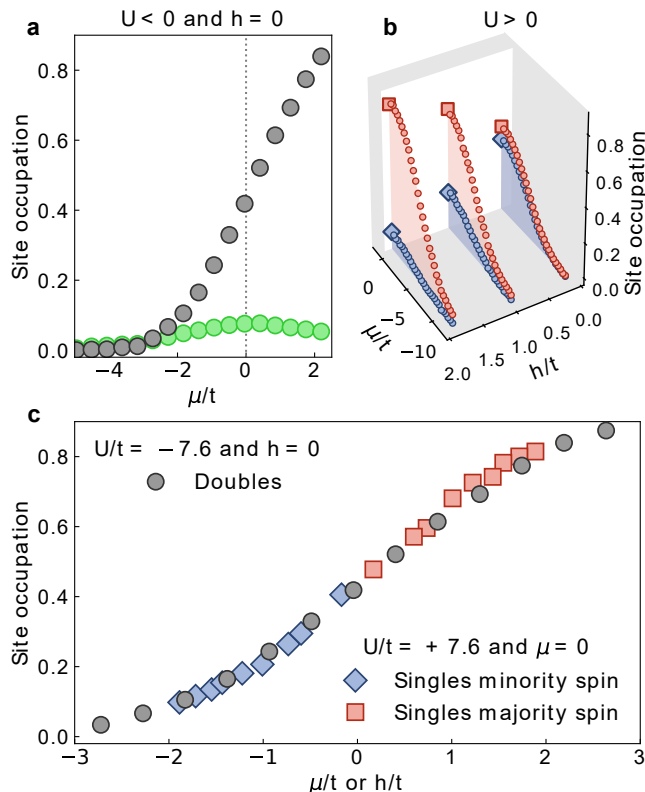 a
U < 0 and h = 0
Site occupation
0.8
0.6
0.4
0.2
0.0
−4 −2 0 2
μ/t
b
U > 0
Site occupation
0.8
0.6
0.4
0.2
0.0
0
−5
−10
μ/t
2.0
1.5
1.0
0.5
0.0
h/t
c
U/t = −7.6 and h = 0
Doubles
Site occupation
0.8
0.6
0.4
0.2
0.0
U/t = +7.6 and μ = 0
Singles minority spin
Singles majority spin
−3 −2 −1 0 1 2 3
μ/t or h/t